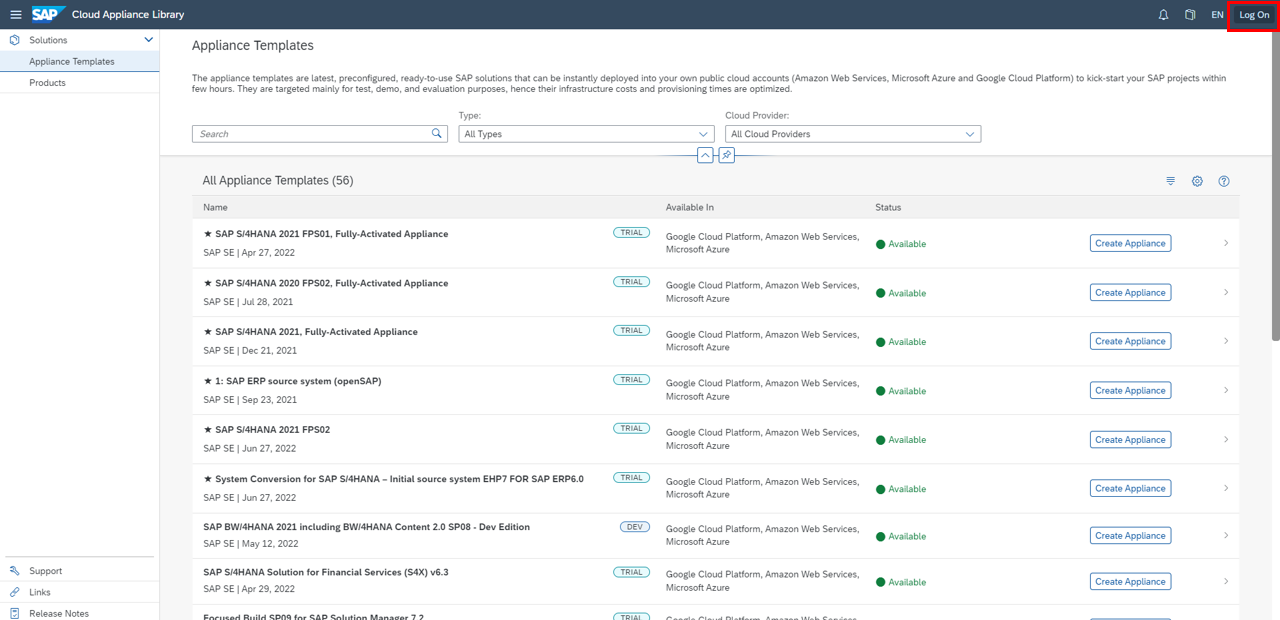 SAP Cloud Appliance Library
EN Log On
Solutions
Appliance Templates
Products
Support
Links
Release Notes
Appliance Templates
The appliance templates are latest, preconfigured, ready-to-use SAP solutions that can be instantly deployed into your own public cloud accounts (Amazon Web Services, Microsoft Azure and Google Cloud Platform) to kick-start your SAP projects within
few hours. They are targeted mainly for test, demo, and evaluation purposes, hence their infrastructure costs and provisioning times are optimized.
Type: Cloud Provider:
Search All Types All Cloud Providers
All Appliance Templates (56)
Name Available In Status
★ SAP S/4HANA 2021 FPS01, Fully-Activated Appliance TRIAL
SAP SE | Apr 27, 2022
Google Cloud Platform, Amazon Web Services,
Microsoft Azure
Available Create Appliance
★ SAP S/4HANA 2020 FPS02, Fully-Activated Appliance TRIAL
SAP SE | Jul 28, 2021
Google Cloud Platform, Amazon Web Services,
Microsoft Azure
Available Create Appliance
★ SAP S/4HANA 2021, Fully-Activated Appliance TRIAL
SAP SE | Dec 21, 2021
Google Cloud Platform, Amazon Web Services,
Microsoft Azure
Available Create Appliance
★ 1: SAP ERP source system (openSAP) TRIAL
SAP SE | Sep 23, 2021
Google Cloud Platform, Amazon Web Services,
Microsoft Azure
Available Create Appliance
★ SAP S/4HANA 2021 FPS02 TRIAL
SAP SE | Jun 27, 2022
Google Cloud Platform, Amazon Web Services,
Microsoft Azure
Available Create Appliance
★ System Conversion for SAP S/4HANA – Initial source system EHP7 FOR SAP ERP6.0 TRIAL
SAP SE | Jun 27, 2022
Google Cloud Platform, Amazon Web Services,
Microsoft Azure
Available Create Appliance
SAP BW/4HANA 2021 including BW/4HANA Content 2.0 SP08 - Dev Edition DEV
SAP SE | May 12, 2022
Google Cloud Platform, Amazon Web Services,
Microsoft Azure
Available Create Appliance
SAP S/4HANA Solution for Financial Services (S4X) v6.3 TRIAL
SAP SE | Apr 29, 2022
Google Cloud Platform, Amazon Web Services,
Microsoft Azure
Available Create Appliance
Focused Build SP09 for SAP Solution Manager 7.2 TRIAL
Google Cloud Platform, Amazon Web Services,